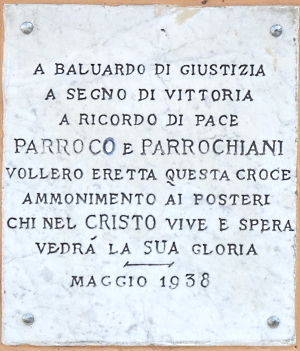 A BALUARDO DI GIUSTIZIA
A SEGNO DI VITTORIA
A RICORDO DI PACE
PARROCO E PARROCHIANI
VOLLERO ERETTA QUESTA CROCE
AMMONIMENTO AI POSTERI
CHI NEL CRISTO VIVE E SPERA
VEDRÁ LA SUA GLORIA
MAGGIO 1938